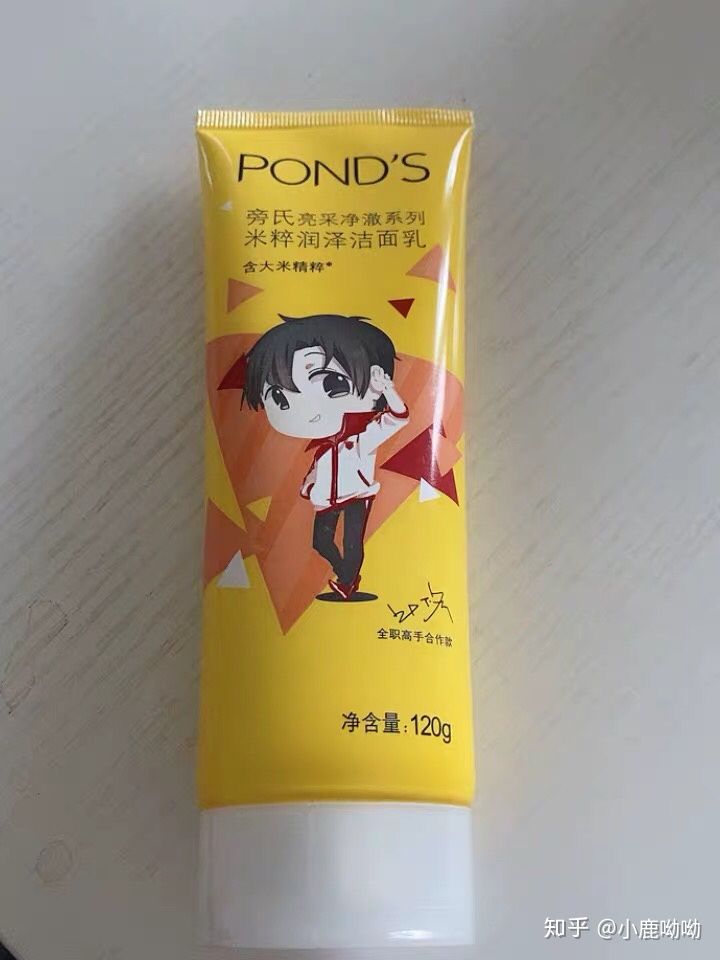 POND'S
旁氏亮采净澈系列
米粹润泽洁面乳
含大米精粹*
叶修
全职高手合作款
净含量:120g
知乎 @小鹿呦呦